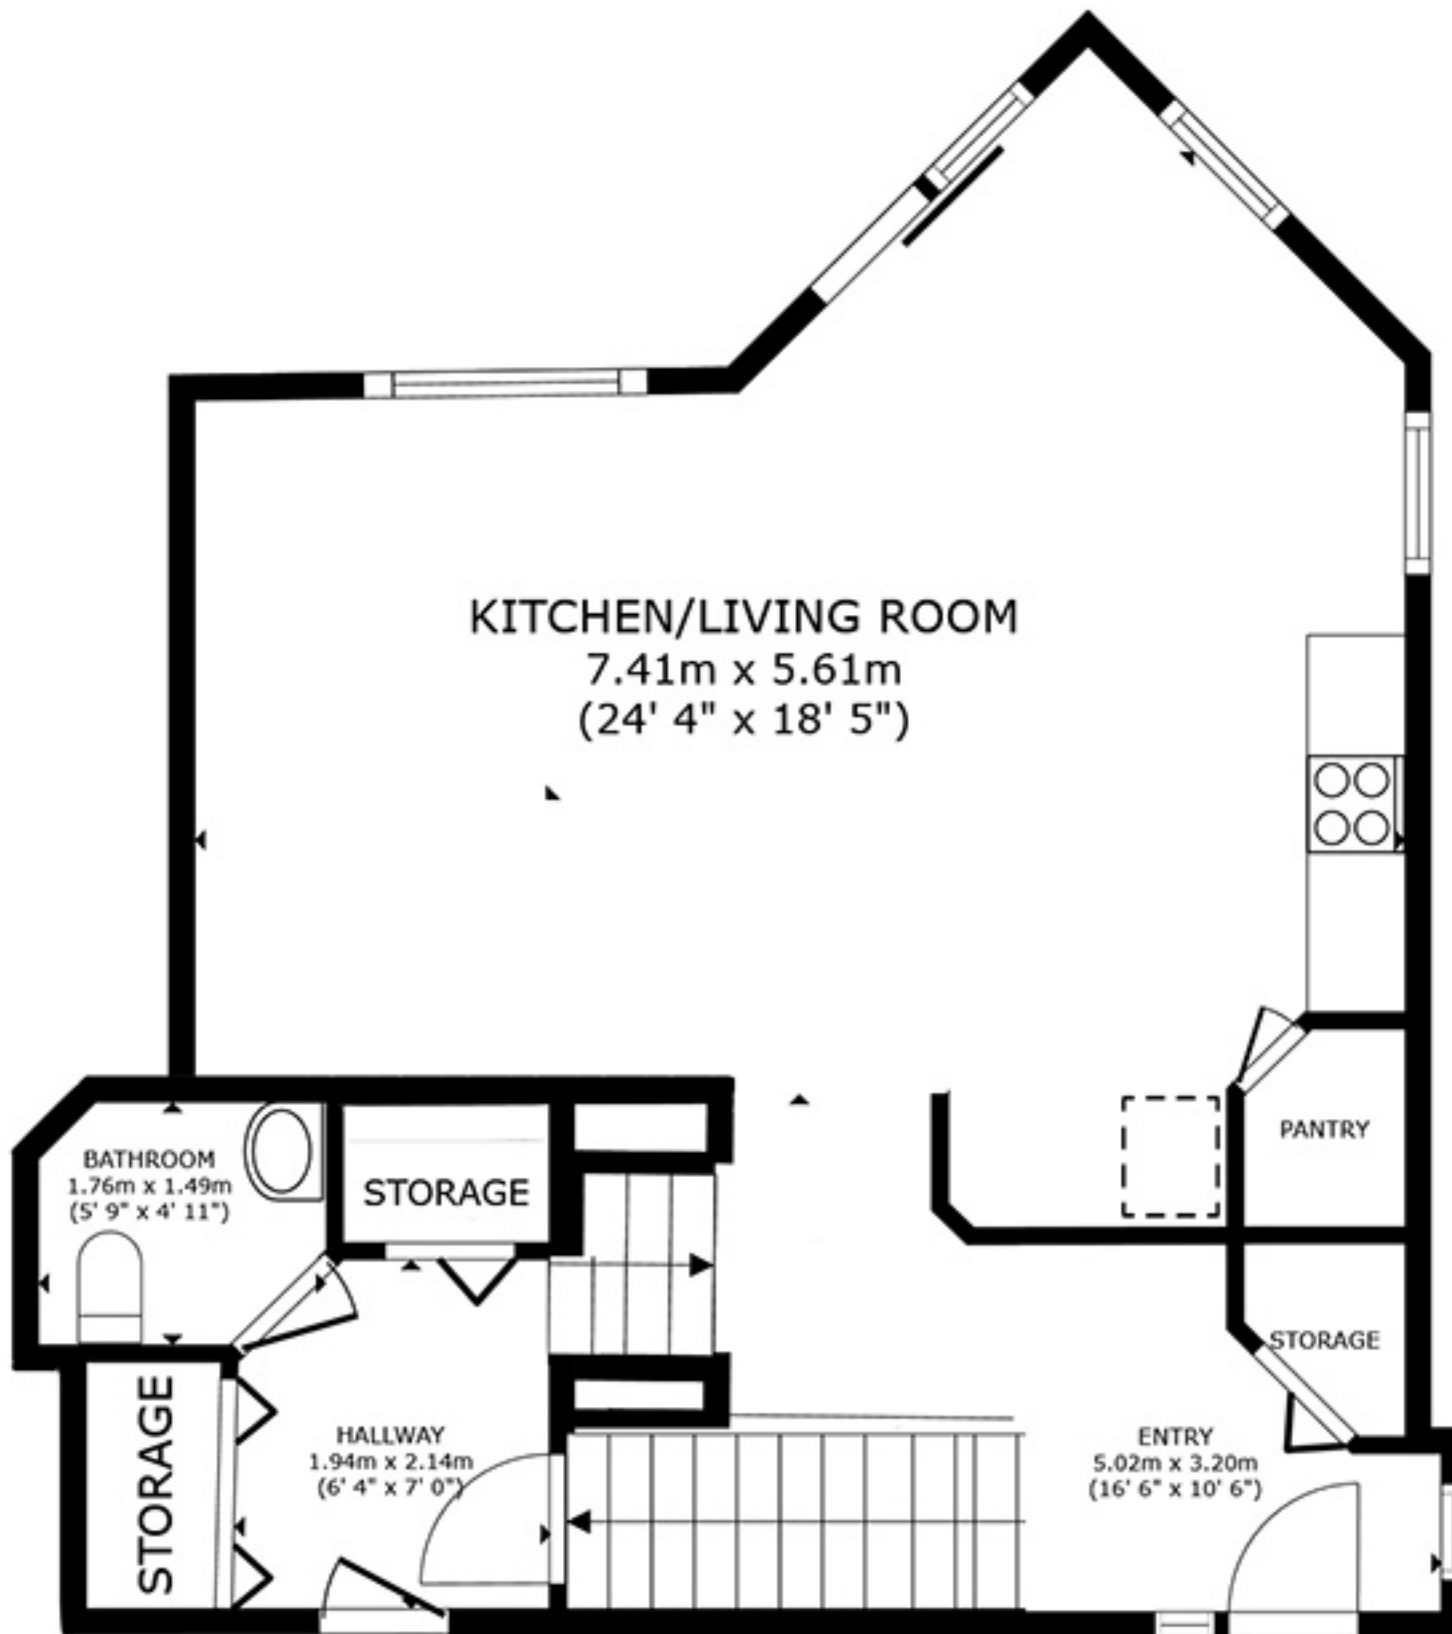 KITCHEN/LIVING ROOM
7.41m x 5.61m
(24' 4" x 18' 5")
BATHROOM
1.76m x 1.49m
(5' 9" x 4' 11")
STORAGE
PANTRY
STORAGE
STORAGE
HALLWAY
1.94m x 2.14m
(6' 4" x 7' 0")
ENTRY
5.02m x 3.20m
(16' 6" x 10' 6")